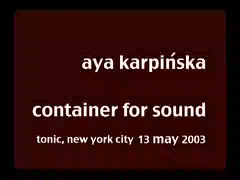 aya karpińska
container for sound
tonic, new york city 13 may 2003